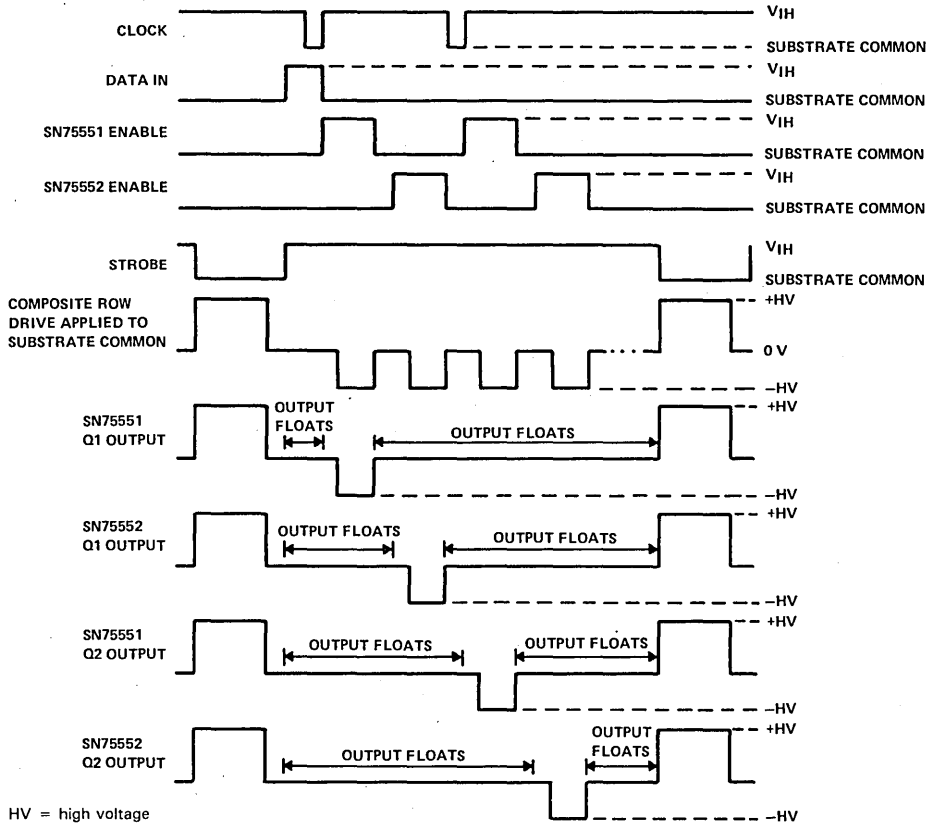 CLOCK
VIH
SUBSTRATE COMMON
DATA IN
VIH
SUBSTRATE COMMON
SN75551 ENABLE
VIH
SUBSTRATE COMMON
SN75552 ENABLE
VIH
SUBSTRATE COMMON
STROBE
VIH
SUBSTRATE COMMON
COMPOSITE ROW
DRIVE APPLIED TO
SUBSTRATE COMMON
+HV
0 V
−HV
SN75551
Q1 OUTPUT
OUTPUT
FLOATS
OUTPUT FLOATS
+HV
−HV
SN75552
Q1 OUTPUT
OUTPUT FLOATS
OUTPUT FLOATS
+HV
−HV
SN75551
Q2 OUTPUT
OUTPUT FLOATS
OUTPUT FLOATS
+HV
−HV
SN75552
Q2 OUTPUT
OUTPUT FLOATS
OUTPUT
FLOATS
+HV
−HV
HV = high voltage